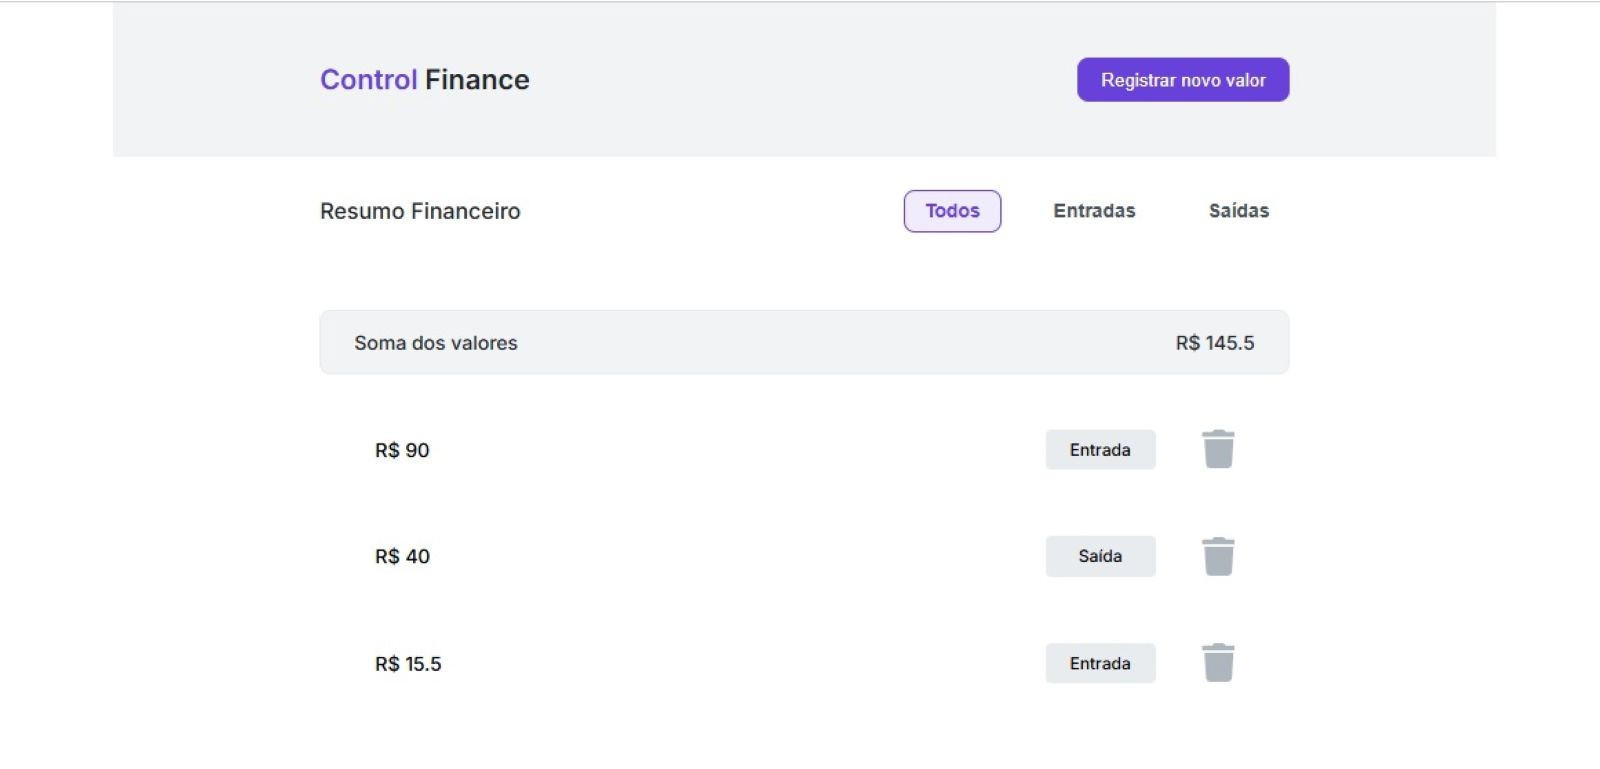 Control Finance
Registrar novo valor
Resumo Financeiro
Todos
Entradas
Saídas
Soma dos valores
R$ 145.5
R$ 90
Entrada
R$ 40
Saída
R$ 15.5
Entrada